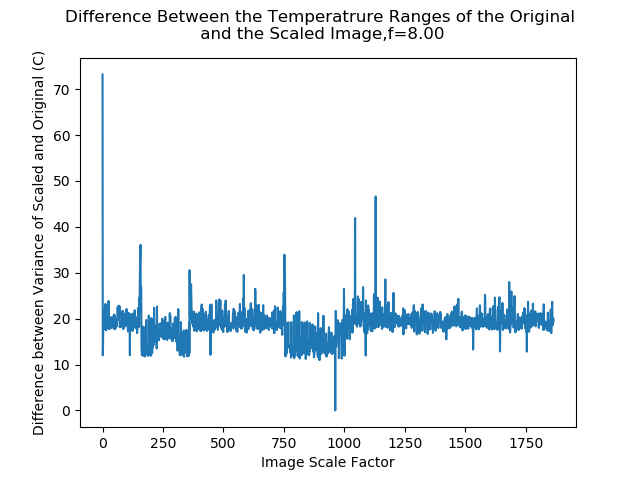 Difference Between the Temperatrure Ranges of the Original
and the Scaled Image,f=8.00
Difference between Variance of Scaled and Original (C)
70
60
50
40
30
20
10
0
0 250 500 750 1000 1250 1500 1750
Image Scale Factor